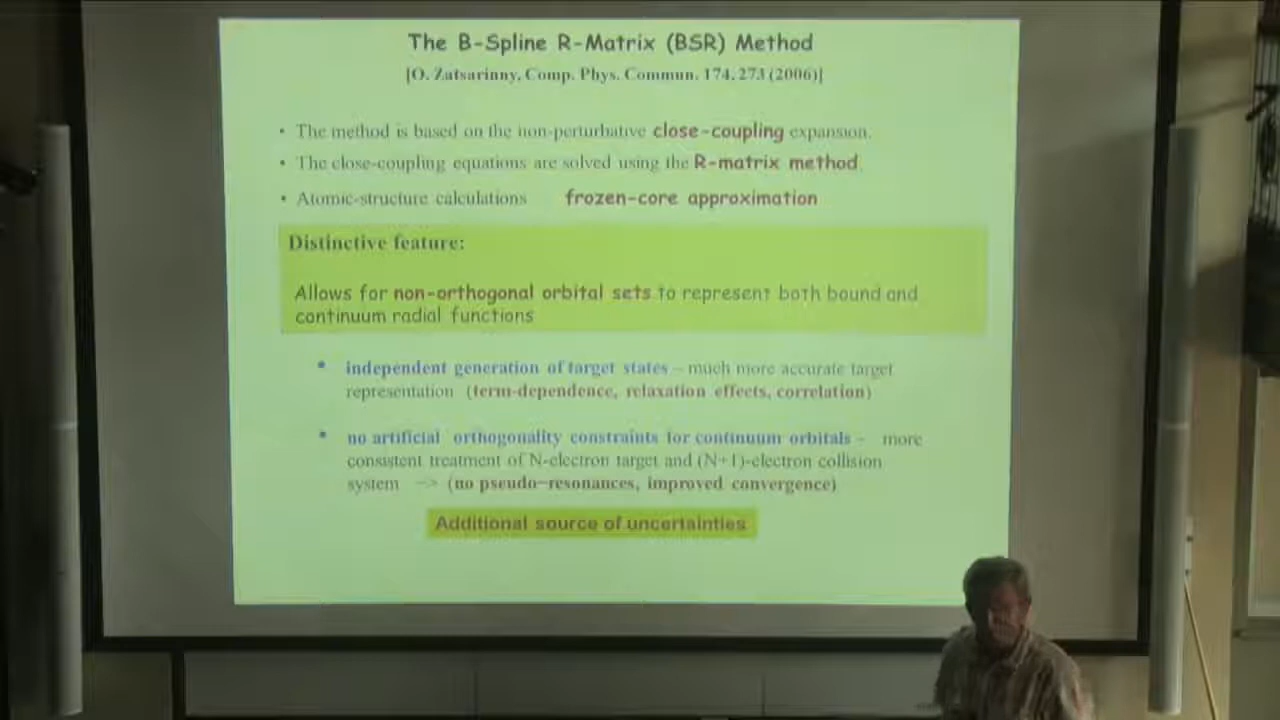 The B-Spline R-Matrix (BSR) Method
[O. Zatsarinny, Comp. Phys. Commun. 174, 273 (2006)]
• The method is based on the non-perturbative close-coupling expansion.
• The close-coupling equations are solved using the R-matrix method.
• Atomic-structure calculations frozen-core approximation
Distinctive feature:
Allows for non-orthogonal orbital sets to represent both bound and
continuum radial functions
• independent generation of target states – much more accurate target
representation (term-dependence, relaxation effects, correlation)
• no artificial orthogonality constraints for continuum orbitals – more
consistent treatment of N-electron target and (N+1)-electron collision
system –> (no pseudo-resonances, improved convergence)
Additional source of uncertainties